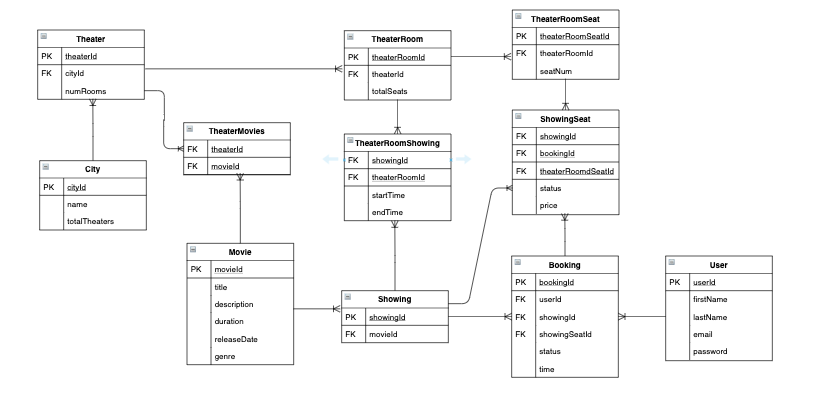 Theater
PK theaterId
FK cityId
numRooms
TheaterRoom
PK theaterRoomId
FK theaterId
totalSeats
TheaterRoomSeat
PK theaterRoomSeatId
FK theaterRoomId
seatNum
TheaterMovies
FK theaterId
FK movieId
TheaterRoomShowing
FK showingId
FK theaterRoomId
startTime
endTime
ShowingSeat
FK showingId
FK bookingId
FK theaterRoomdSeatId
status
price
City
PK cityId
name
totalTheaters
Movie
PK movieId
title
description
duration
releaseDate
genre
Showing
PK showingId
FK movieId
Booking
PK bookingId
FK userId
FK showingId
FK showingSeatId
status
time
User
PK userId
firstName
lastName
email
password